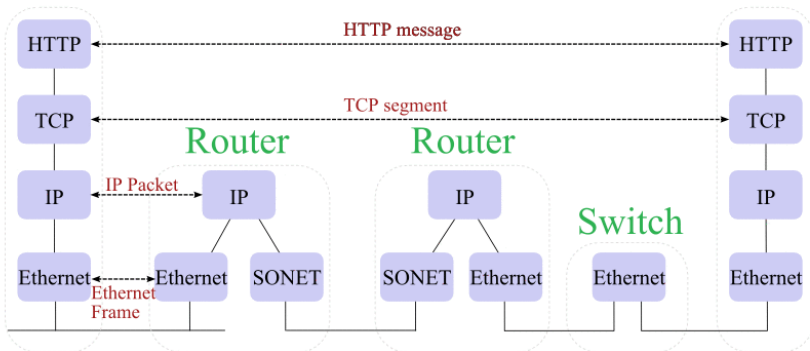 HTTP
HTTP message
HTTP
TCP
TCP segment
TCP
Router
Router
IP
IP Packet
IP
IP
IP
Switch
Ethernet
Ethernet
Frame
Ethernet
SONET
SONET
Ethernet
Ethernet
Ethernet